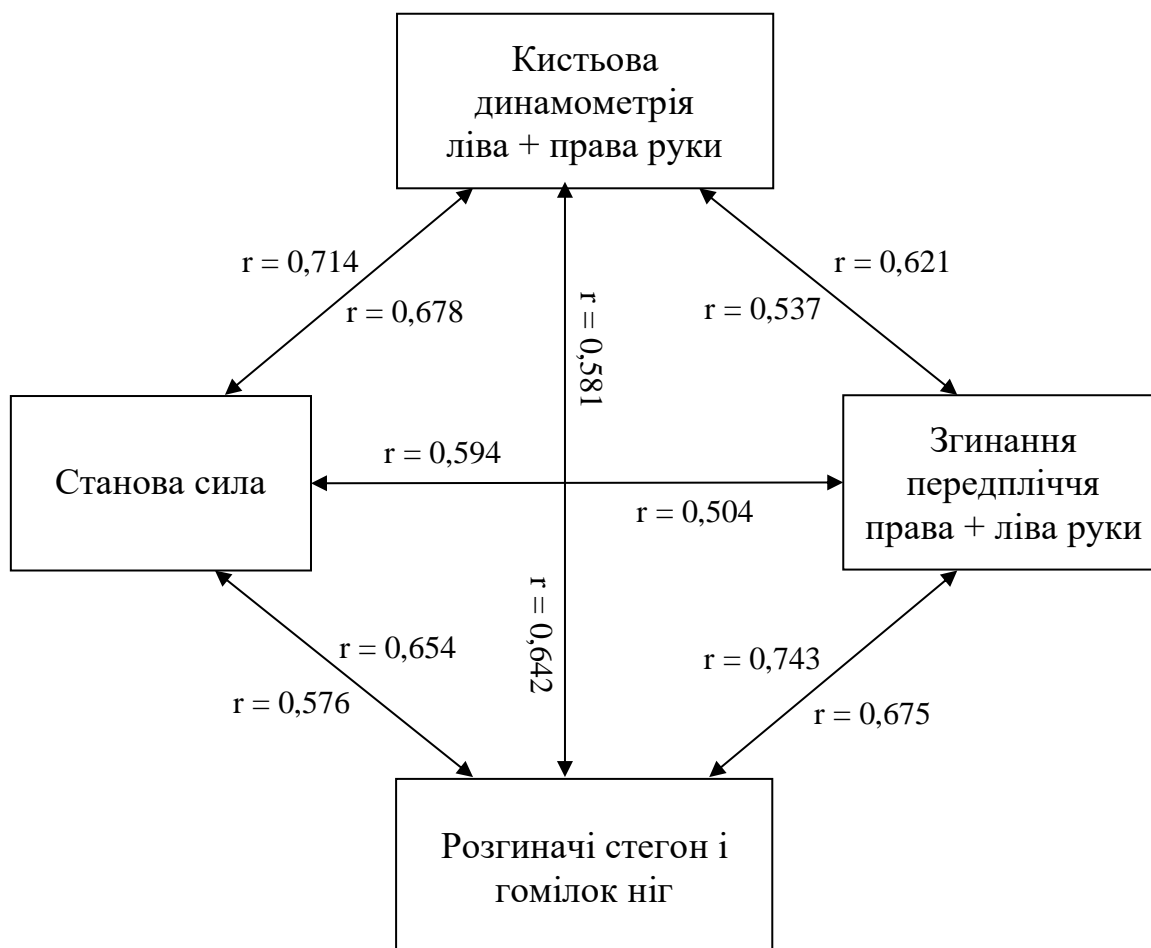 Кистьова
динамометрія
ліва + права руки
r = 0,714
r = 0,621
r = 0,678
r = 0,537
r = 0,581
Станова сила
r = 0,594
r = 0,504
Згинання
передпліччя
права + ліва руки
r = 0,642
r = 0,654
r = 0,743
r = 0,576
r = 0,675
Розгиначі стегон і
гомілок ніг